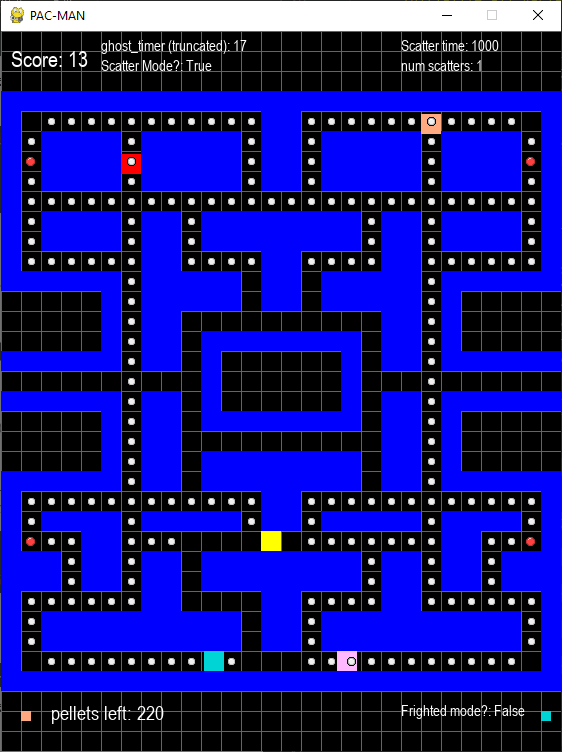 PAC-MAN
Score: 13
ghost_timer (truncated): 17
Scatter Mode?: True
Scatter time: 1000
num scatters: 1
pellets left: 220
Frighted mode?: False